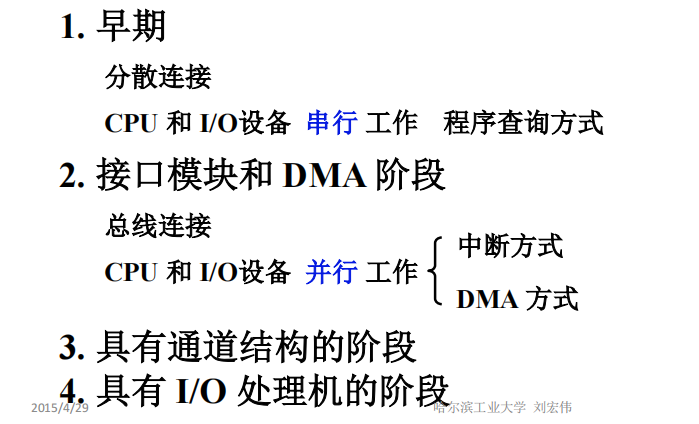 1. 早期
分散连接
CPU 和 I/O设备 串行 工作 程序查询方式
2. 接口模块和 DMA 阶段
总线连接
中断方式
CPU 和 I/O设备 并行 工作
DMA 方式
3. 具有通道结构的阶段
4. 具有 I/O 处理机的阶段
2015/4/29 哈尔滨工业大学 刘宏伟